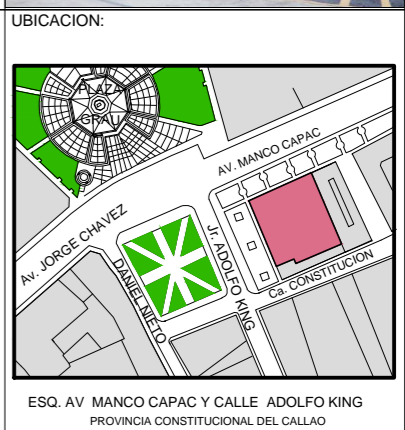 UBICACION:
PLAZA
GRAU
AV. MANCO CAPAC
Av. JORGE CHAVEZ
Jr. ADOLFO KING
DANIEL NIETO
Ca. CONSTITUCION
ESQ. AV MANCO CAPAC Y CALLE ADOLFO KING
PROVINCIA CONSTITUCIONAL DEL CALLAO